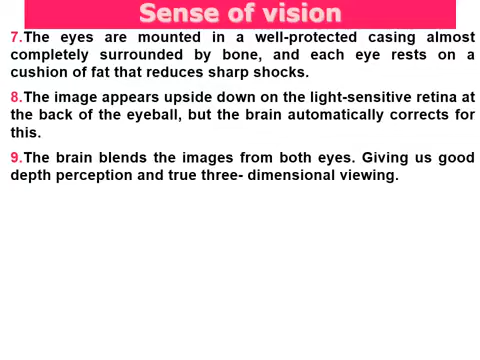 Sense of vision
7.The eyes are mounted in a well-protected casing almost
completely surrounded by bone, and each eye rests on a
cushion of fat that reduces sharp shocks.
8.The image appears upside down on the light-sensitive retina at
the back of the eyeball, but the brain automatically corrects for
this.
9.The brain blends the images from both eyes. Giving us good
depth perception and true three- dimensional viewing.